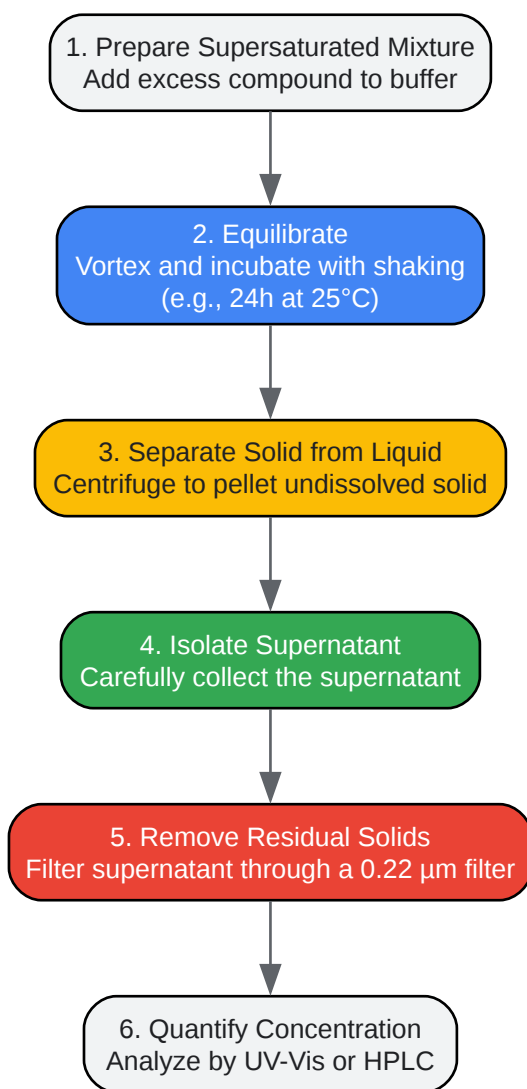 1. Prepare Supersaturated Mixture
Add excess compound to buffer
2. Equilibrate
Vortex and incubate with shaking
(e.g., 24h at 25°C)
3. Separate Solid from Liquid
Centrifuge to pellet undissolved solid
4. Isolate Supernatant
Carefully collect the supernatant
5. Remove Residual Solids
Filter supernatant through a 0.22 µm filter
6. Quantify Concentration
Analyze by UV-Vis or HPLC